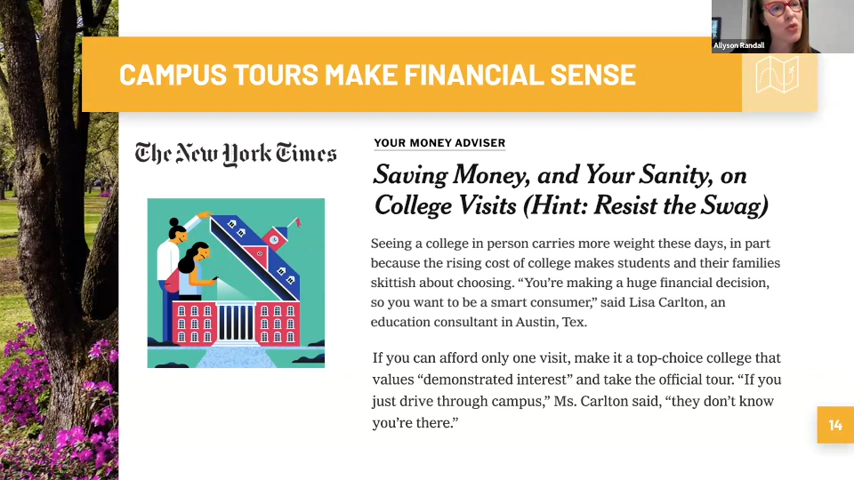 Allyson Randall
CAMPUS TOURS MAKE FINANCIAL SENSE
The New York Times
YOUR MONEY ADVISER
Saving Money, and Your Sanity, on
College Visits (Hint: Resist the Swag)
Seeing a college in person carries more weight these days, in part
because the rising cost of college makes students and their families
skittish about choosing. “You’re making a huge financial decision,
so you want to be a smart consumer,” said Lisa Carlton, an
education consultant in Austin, Tex.
If you can afford only one visit, make it a top-choice college that
values “demonstrated interest” and take the official tour. “If you
just drive through campus,” Ms. Carlton said, “they don’t know
you’re there.”
14